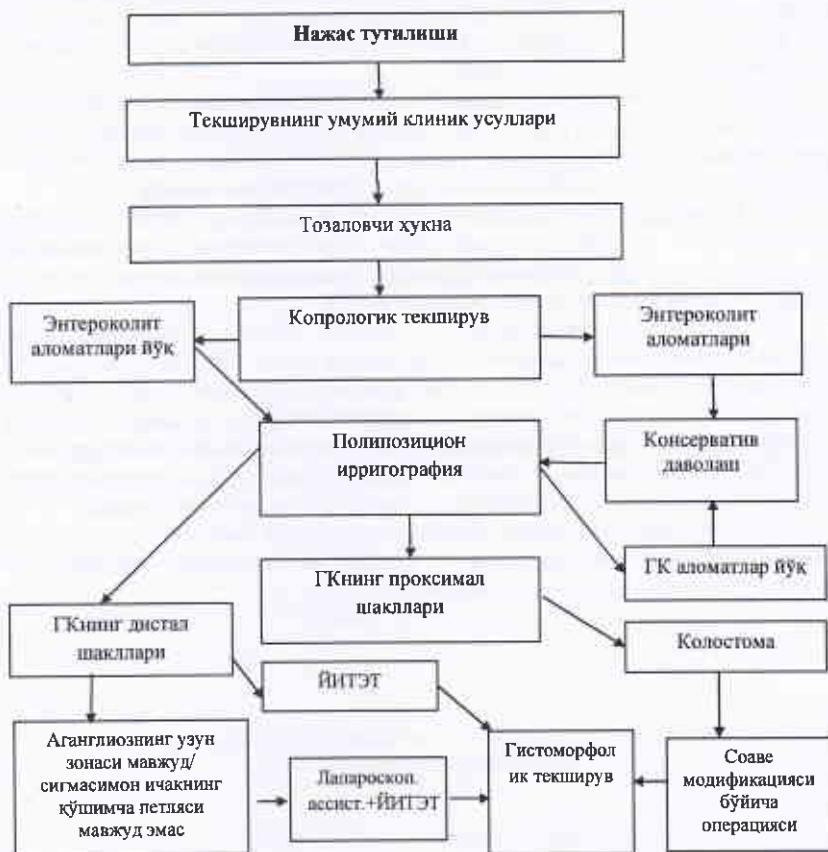 Нажас тутилиши
Текширувнинг умумий клиник усуллари
Тозаловчи ҳукна
Копрологик текширув
Энтероколит
аломатлари йўқ
Энтероколит
аломатлари
Полипозицион
ирригография
Консерватив
даволаш
ГК аломатлар йўқ
ГКнинг проксимал
шакллари
ГКнинг дистал
шакллари
Колостома
ЙИТЭТ
Аганглиознинг узун
зонаси мавжуд/
сигмасимон ичакнинг
қўшимча петляси
мавжуд эмас
Лапароскоп.
ассист.+ЙИТЭТ
Гистоморфол
ик текширув
Соаве
модификацияси
бўйича
операцияси